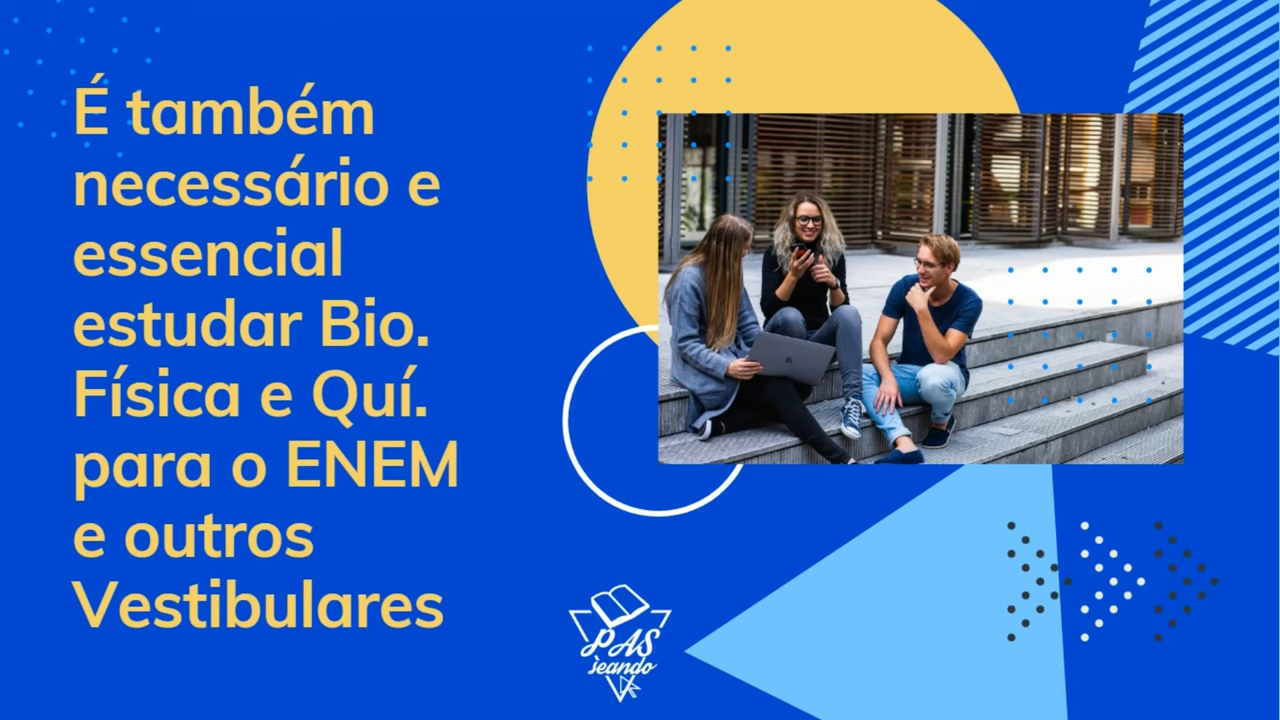 É também
necessário e
essencial
estudar Bio.
Física e Quí.
para o ENEM
e outros
Vestibulares
PAS
seando